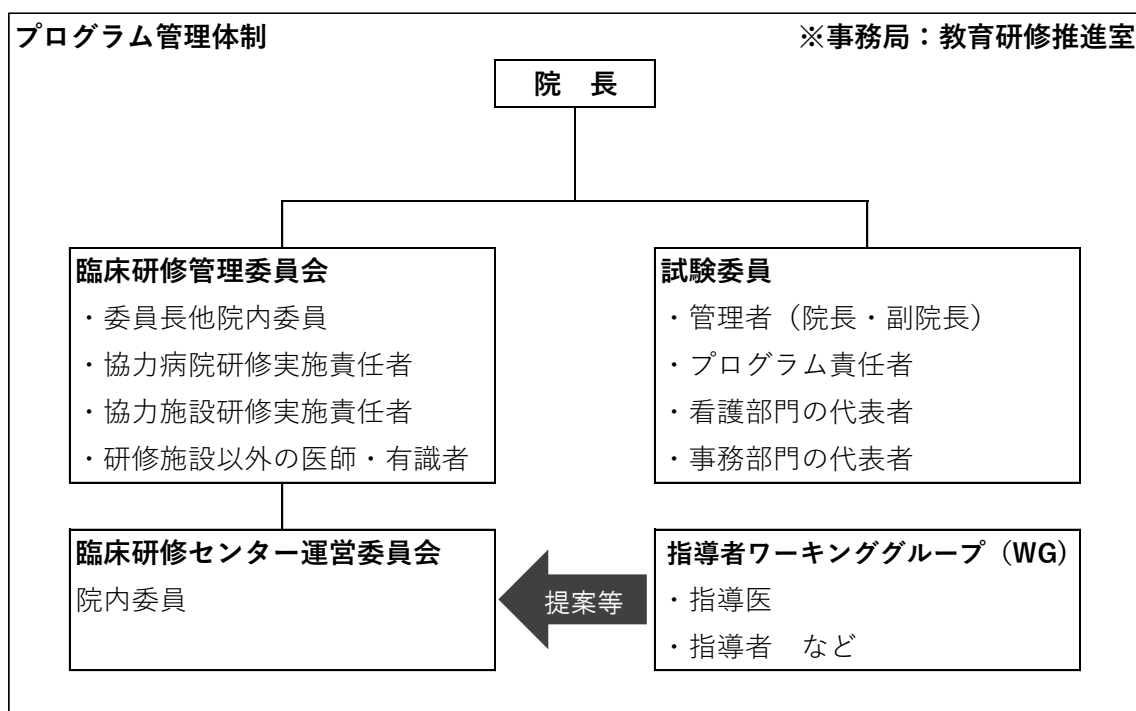 プログラム管理体制
※事務局：教育研修推進室
院　長
臨床研修管理委員会
・委員長他院内委員
・協力病院研修実施責任者
・協力施設研修実施責任者
・研修施設以外の医師・有識者
試験委員
・管理者（院長・副院長）
・プログラム責任者
・看護部門の代表者
・事務部門の代表者
臨床研修センター運営委員会
院内委員
提案等
指導者ワーキンググループ（WG）
・指導医
・指導者　など